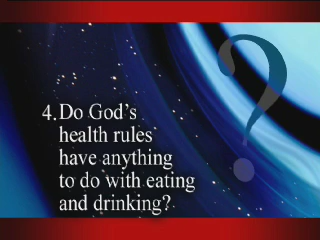 4. Do God's
health rules
have anything
to do with eating
and drinking?
?